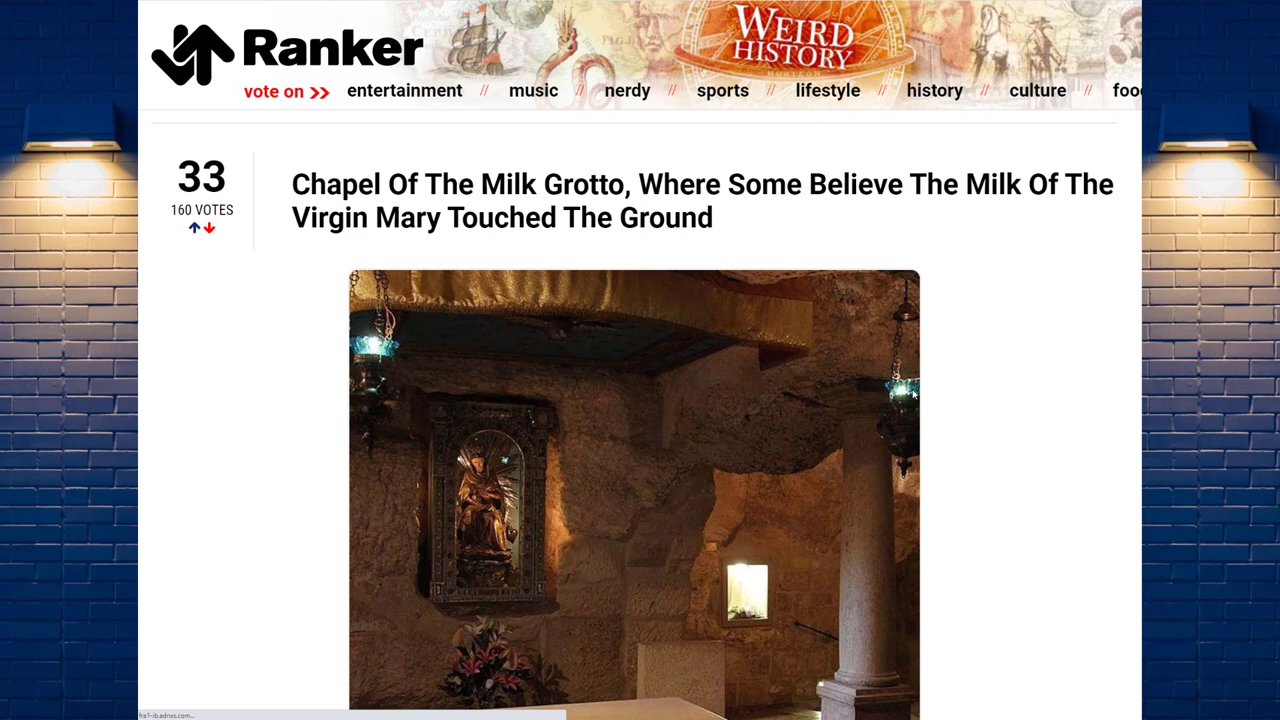 Ranker
WEIRD
HISTORY
vote on >> entertainment // music // nerdy // sports // lifestyle // history // culture // foo
33
160 VOTES
Chapel Of The Milk Grotto, Where Some Believe The Milk Of The
Virgin Mary Touched The Ground